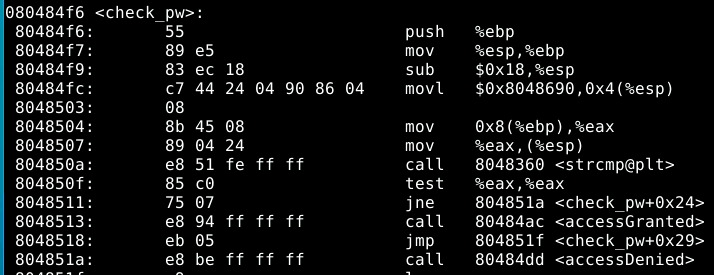 080484f6 <check_pw>:
80484f6: 55 push %ebp
80484f7: 89 e5 mov %esp,%ebp
80484f9: 83 ec 18 sub $0x18,%esp
80484fc: c7 44 24 04 90 86 04 movl $0x8048690,0x4(%esp)
8048503: 08
8048504: 8b 45 08 mov 0x8(%ebp),%eax
8048507: 89 04 24 mov %eax,(%esp)
804850a: e8 51 fe ff ff call 8048360 <strcmp@plt>
804850f: 85 c0 test %eax,%eax
8048511: 75 07 jne 804851a <check_pw+0x24>
8048513: e8 94 ff ff ff call 80484ac <accessGranted>
8048518: eb 05 jmp 804851f <check_pw+0x29>
804851a: e8 be ff ff ff call 80484dd <accessDenied>